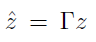 ẑ = Γz